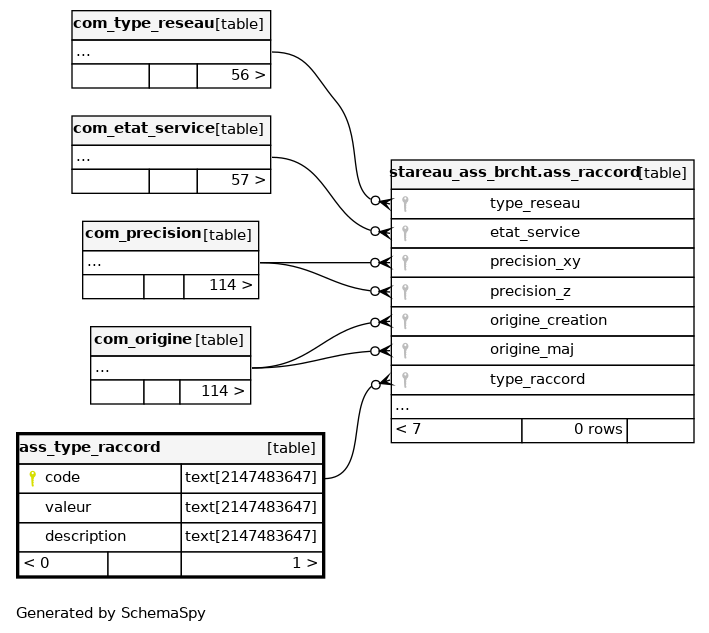 com_type_reseau [table]
...
56 >
com_etat_service [table]
...
57 >
com_precision [table]
...
114 >
com_origine [table]
...
114 >
ass_type_raccord [table]
code text[2147483647]
valeur text[2147483647]
description text[2147483647]
< 0 1 >
stareau_ass_brcht.ass_raccord [table]
type_reseau
etat_service
precision_xy
precision_z
origine_creation
origine_maj
type_raccord
...
< 7 0 rows
Generated by SchemaSpy